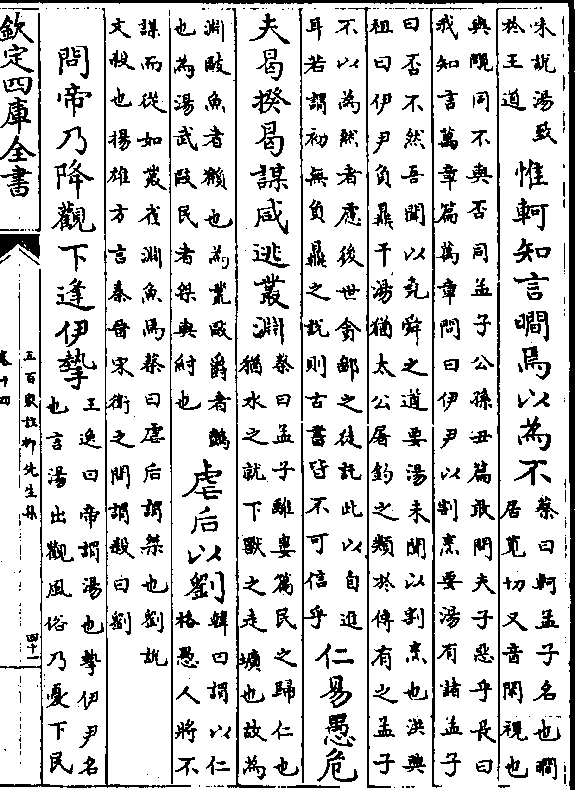 味說湯致
於王道
惟軻知言瞷焉以為不
蔡曰軻孟子名也瞷
居莧切又音閑視也
與覸同不與否同孟子公孫丑篇敢問夫子惡乎長曰
我知言萬章篇萬章問曰伊尹以割烹要湯有諸孟子
曰否不然吾聞以堯舜之道要湯未聞以割烹也洪興
祖曰伊尹負鼎干湯猶太公屠釣之類於傳有之孟子
不以為然者慮後世貪鄙之徒託此以自進
耳若謂初無負鼎之說則古書皆不可信乎
仁易愚危
夫曷揆曷謀咸逃叢淵
蔡曰孟子離婁篇民之歸仁也
猶水之就下獸之走壙也故為
淵敺魚者獺也為叢敺爵者鸇
也為湯武敺民者桀與紂也
虐后以劉
韓曰謂以仁
格愚人將不
謀而從如叢雀淵魚焉蔡曰虐后謂桀也劉說
文殺也揚雄方言秦晉宋衛之間謂殺曰劉
問帝乃降觀下逢伊摯
王逸曰帝謂湯也摯伊尹名
也言湯出觀風俗乃憂下民
欽定四庫全書
五百家註柳先生集
卷十四
四十一